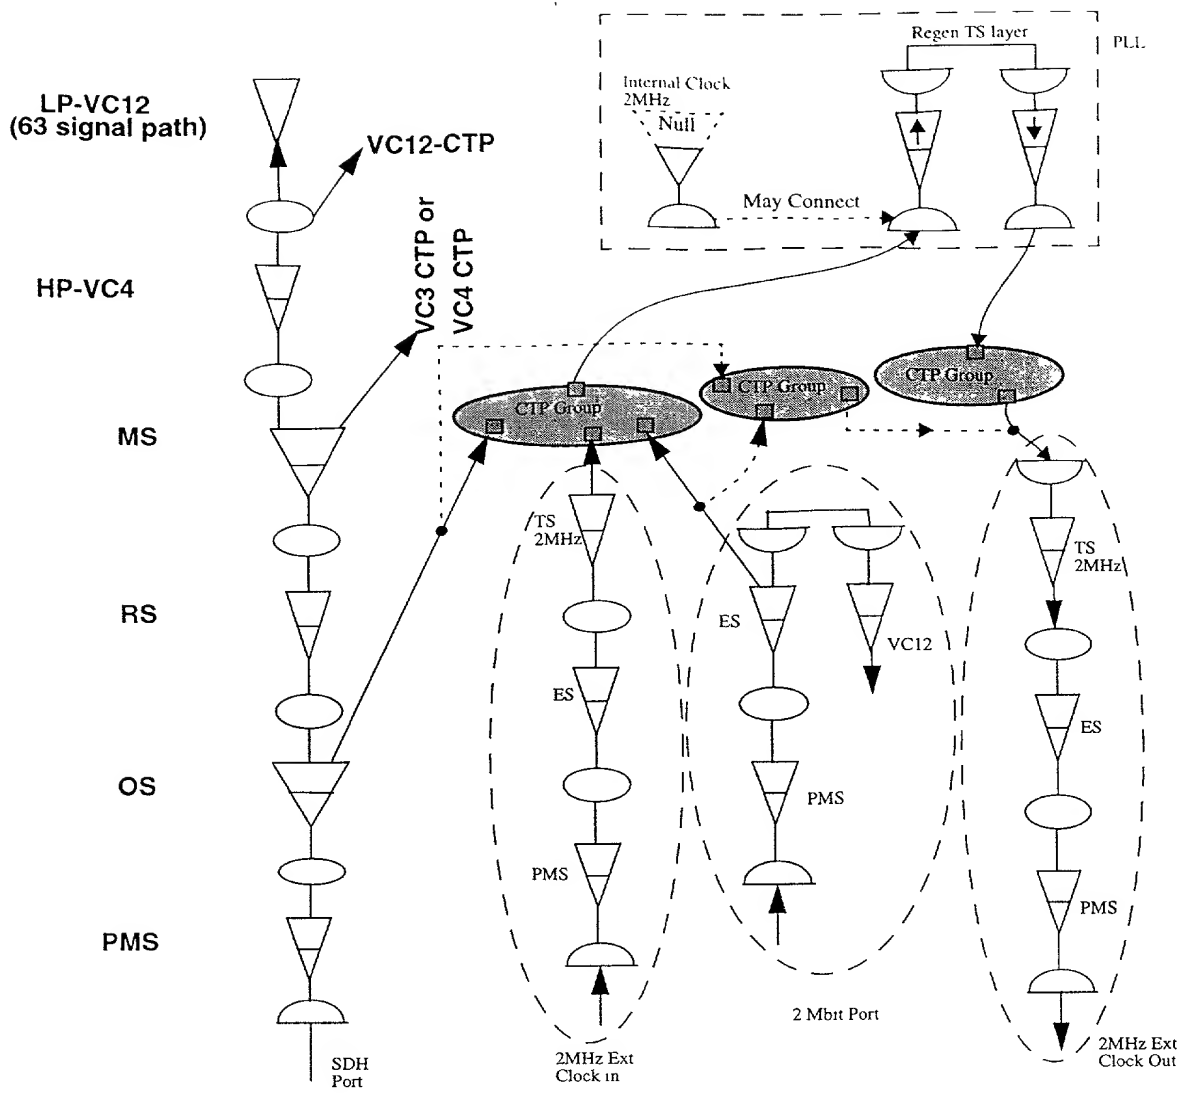 Regen TS layer
PLL
Internal Clock
2MHz
Null
LP-VC12
(63 signal path)
VC12-CTP
May Connect
VC3 CTP or
VC4 CTP
HP-VC4
CTP Group
CTP Group
CTP Group
MS
TS
2MHz
TS
2MHz
RS
ES
VC12
ES
ES
OS
PMS
PMS
PMS
PMS
2 Mbit Port
SDH
Port
2MHz Ext
Clock in
2MHz Ext
Clock Out